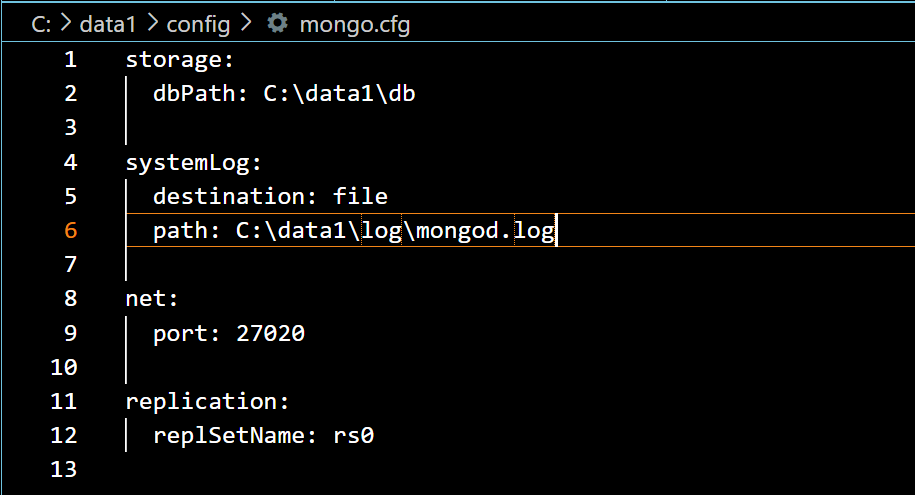 C: > data1 > config > mongo.cfg
1 storage:
2   dbPath: C:\data1\db
3
4 systemLog:
5   destination: file
6   path: C:\data1\log\mongod.log
7
8 net:
9   port: 27020
10
11 replication:
12   replSetName: rs0
13